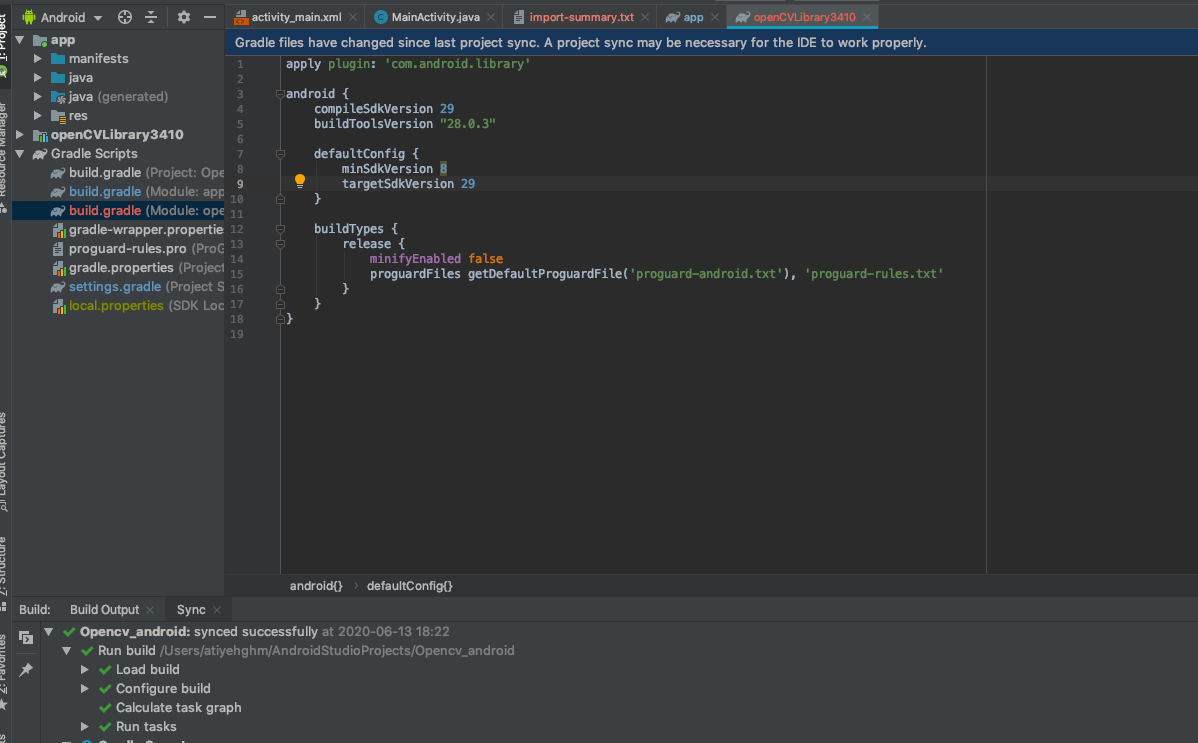 Android
activity_main.xml
MainActivity.java
import-summary.txt
app
openCVLibrary3410
1: Project
Resource Manager
Layout Captures
Z: Structure
2: Favorites
app
manifests
java
java (generated)
res
openCVLibrary3410
Gradle Scripts
build.gradle (Project: Ope
build.gradle (Module: app
build.gradle (Module: ope
gradle-wrapper.propertie
proguard-rules.pro (ProG
gradle.properties (Project
settings.gradle (Project S
local.properties (SDK Loc
Gradle files have changed since last project sync. A project sync may be necessary for the IDE to work properly.
1 apply plugin: 'com.android.library'
2
3 android {
4 compileSdkVersion 29
5 buildToolsVersion "28.0.3"
6
7 defaultConfig {
8 minSdkVersion 8
9 targetSdkVersion 29
10 }
11
12 buildTypes {
13 release {
14 minifyEnabled false
15 proguardFiles getDefaultProguardFile('proguard-android.txt'), 'proguard-rules.txt'
16 }
17 }
18 }
19
android{} › defaultConfig{}
Build: Build Output Sync
Opencv_android: synced successfully at 2020-06-13 18:22
Run build /Users/atiyehghm/AndroidStudioProjects/Opencv_android
Load build
Configure build
Calculate task graph
Run tasks